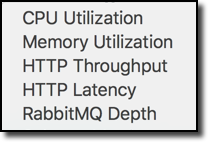 CPU Utilization
Memory Utilization
HTTP Throughput
HTTP Latency
RabbitMQ Depth